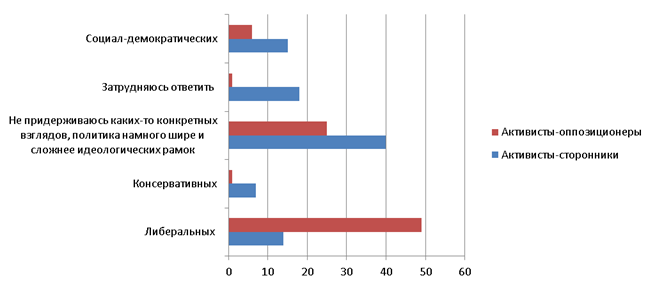 Социал-демократических
Затрудняюсь ответить
Не придерживаюсь каких-то конкретных
взглядов, политика намного шире и
сложнее идеологических рамок
Консервативных
Либеральных
0 10 20 30 40 50 60
Активисты-оппозиционеры
Активисты-сторонники